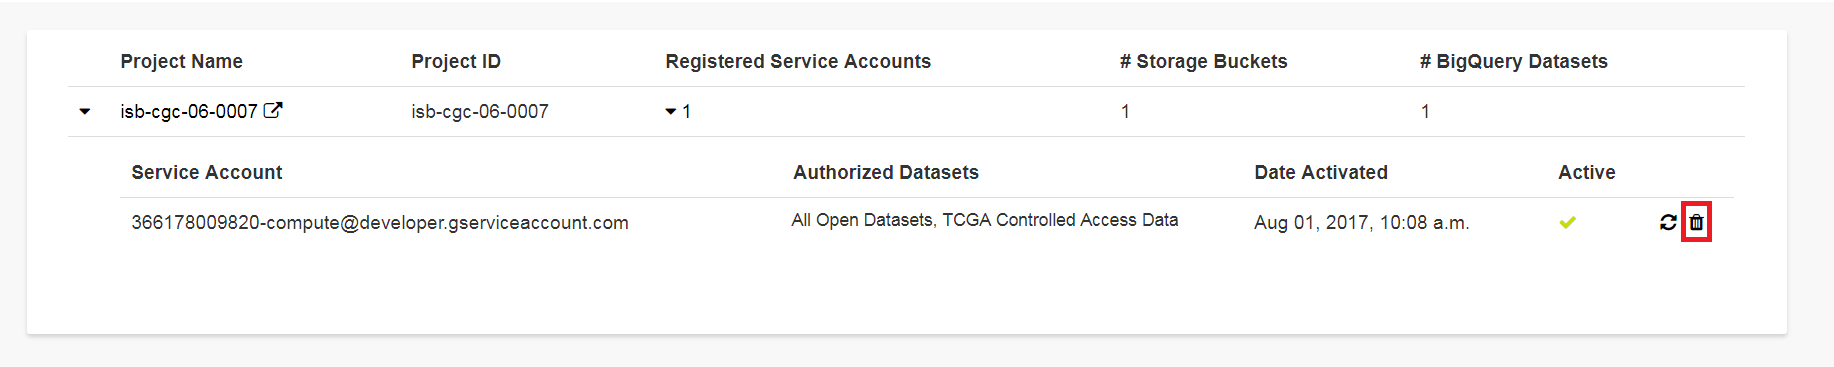 Project Name Project ID Registered Service Accounts # Storage Buckets # BigQuery Datasets
isb-cgc-06-0007 isb-cgc-06-0007 1 1 1
Service Account Authorized Datasets Date Activated Active
366178009820-compute@developer.gserviceaccount.com All Open Datasets, TCGA Controlled Access Data Aug 01, 2017, 10:08 a.m.